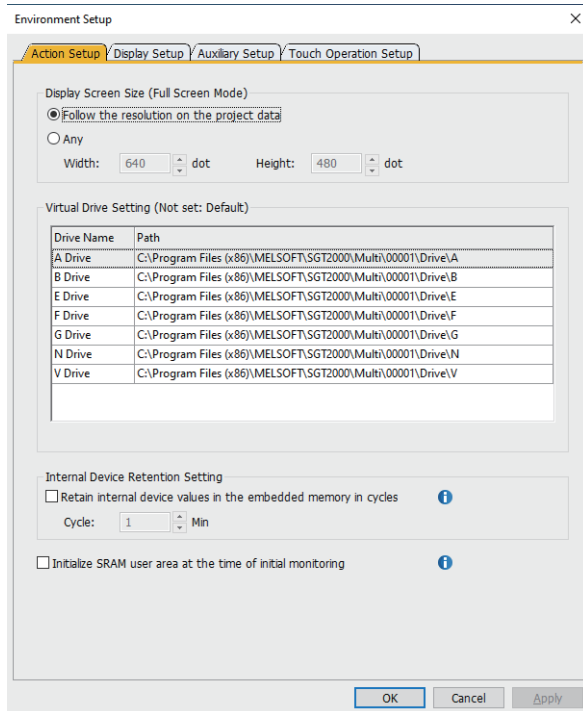 Environment Setup
Action Setup Display Setup Auxiliary Setup Touch Operation Setup
Display Screen Size (Full Screen Mode)
Follow the resolution on the project data
Any
Width: 640 dot Height: 480 dot
Virtual Drive Setting (Not set: Default)
Drive Name Path
A Drive C:\Program Files (x86)\MELSOFT\SGT2000\Multi\00001\Drive\A
B Drive C:\Program Files (x86)\MELSOFT\SGT2000\Multi\00001\Drive\B
E Drive C:\Program Files (x86)\MELSOFT\SGT2000\Multi\00001\Drive\E
F Drive C:\Program Files (x86)\MELSOFT\SGT2000\Multi\00001\Drive\F
G Drive C:\Program Files (x86)\MELSOFT\SGT2000\Multi\00001\Drive\G
N Drive C:\Program Files (x86)\MELSOFT\SGT2000\Multi\00001\Drive\N
V Drive C:\Program Files (x86)\MELSOFT\SGT2000\Multi\00001\Drive\V
Internal Device Retention Setting
Retain internal device values in the embedded memory in cycles
Cycle: 1 Min
Initialize SRAM user area at the time of initial monitoring
OK Cancel Apply